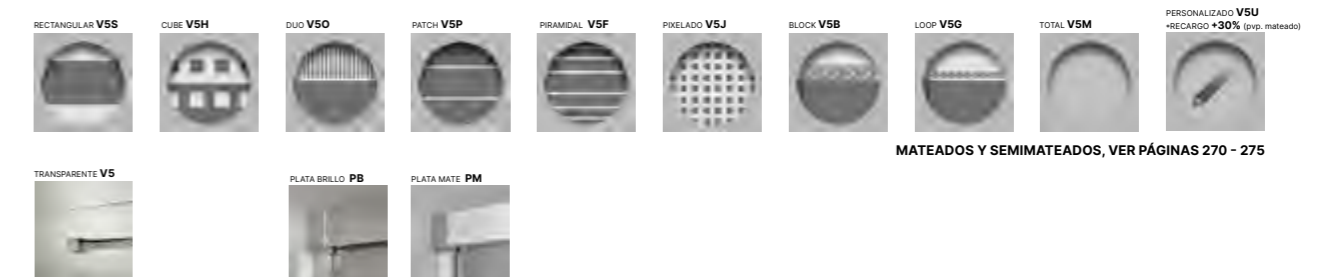 RECTANGULAR V5S
CUBE V5H
DUO V5O
PATCH V5P
PIRAMIDAL V5F
PIXELADO V5J
BLOCK V5B
LOOP V5G
TOTAL V5M
PERSONALIZADO V5U
*RECARGO +30% (pvp. mateado)
MATEADOS Y SEMIMATEADOS, VER PÁGINAS 270 - 275
TRANSPARENTE V5
PLATA BRILLO PB
PLATA MATE PM